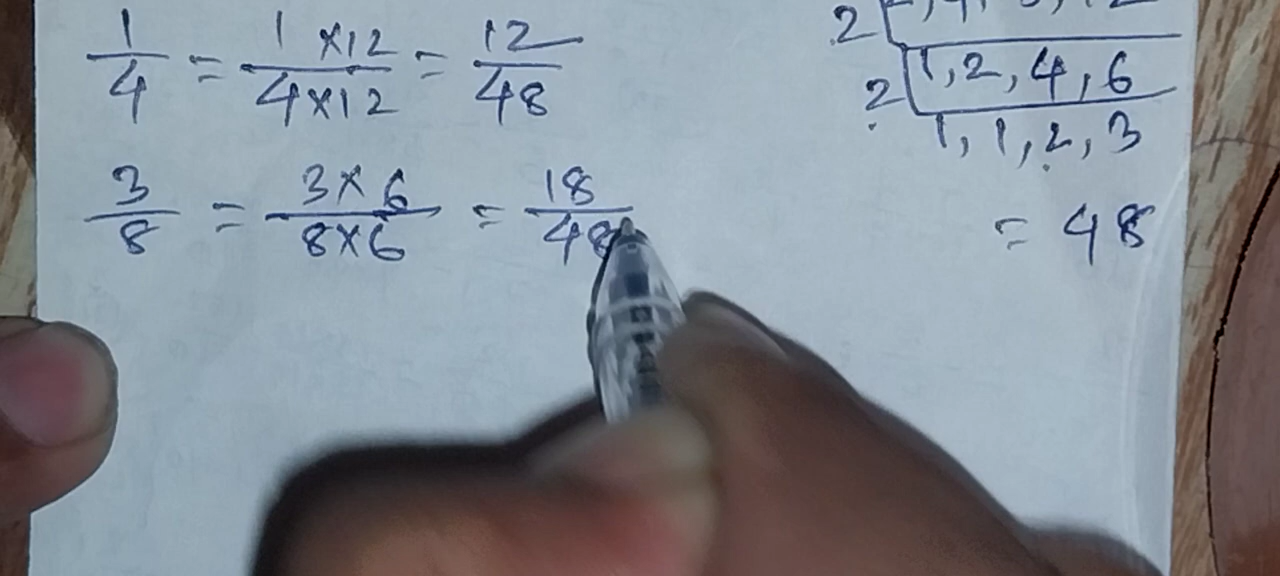 1/4 = 1 × 12 / 4 × 12 = 12/48
3/8 = 3 × 6 / 8 × 6 = 18/48
2
2 1, 2, 4, 6
1, 1, 2, 3
= 48